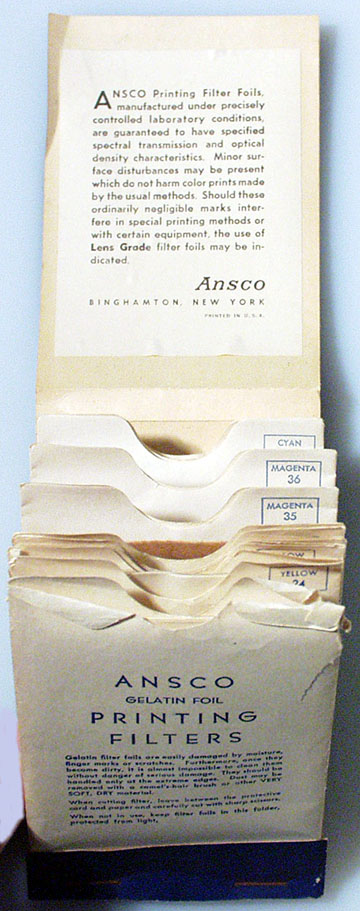 ANSCO Printing Filter Foils,
manufactured under precisely
controlled laboratory conditions,
are guaranteed to have specified
spectral transmission and optical
density characteristics. Minor sur-
face disturbances may be present
which do not harm color prints made
by the usual methods. Should these
ordinarily negligible marks inter-
fere in special printing methods or
with certain equipment, the use of
Lens Grade filter foils may be in-
dicated.
Ansco
BINGHAMTON, NEW YORK
PRINTED IN U.S.A.
CYAN
MAGENTA
36
MAGENTA
35
YELLOW
24
ANSCO
GELATIN FOIL
PRINTING
FILTERS
Gelatin filter foils are easily damaged by moisture,
finger marks or scratches. Furthermore, once they
become dirty, it is almost impossible to clean them
without danger of serious damage. They should be
handled only at the extreme edges. Dust may be
removed with a camel's-hair brush or other VERY
SOFT, DRY material.
When cutting filter, leave between the protective
card and paper and carefully cut with sharp scissors.
When not in use, keep filter foils in this folder,
protected from light.